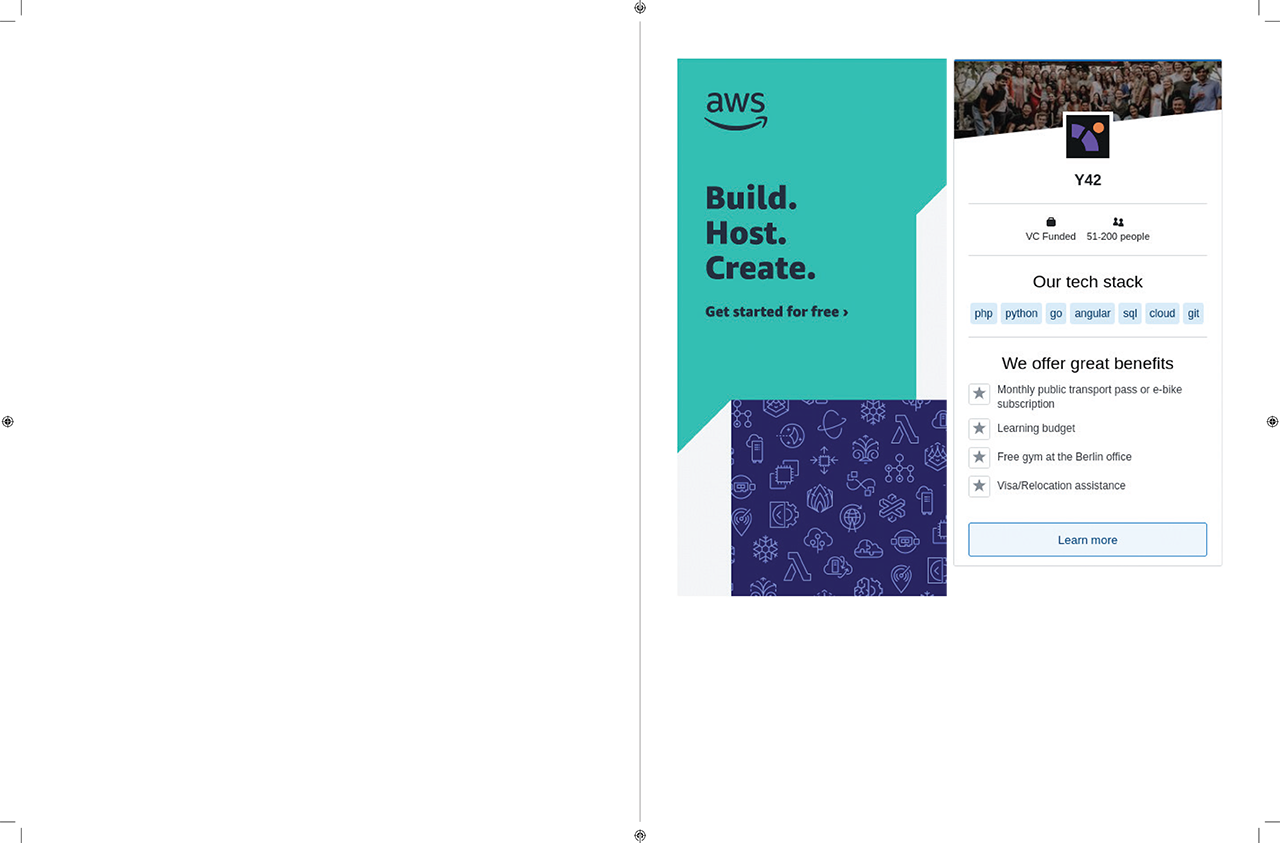 aws
Build.
Host.
Create.
Get started for free ›
Y42
VC Funded 51-200 people
Our tech stack
php python go angular sql cloud git
We offer great benefits
Monthly public transport pass or e-bike
subscription
Learning budget
Free gym at the Berlin office
Visa/Relocation assistance
Learn more